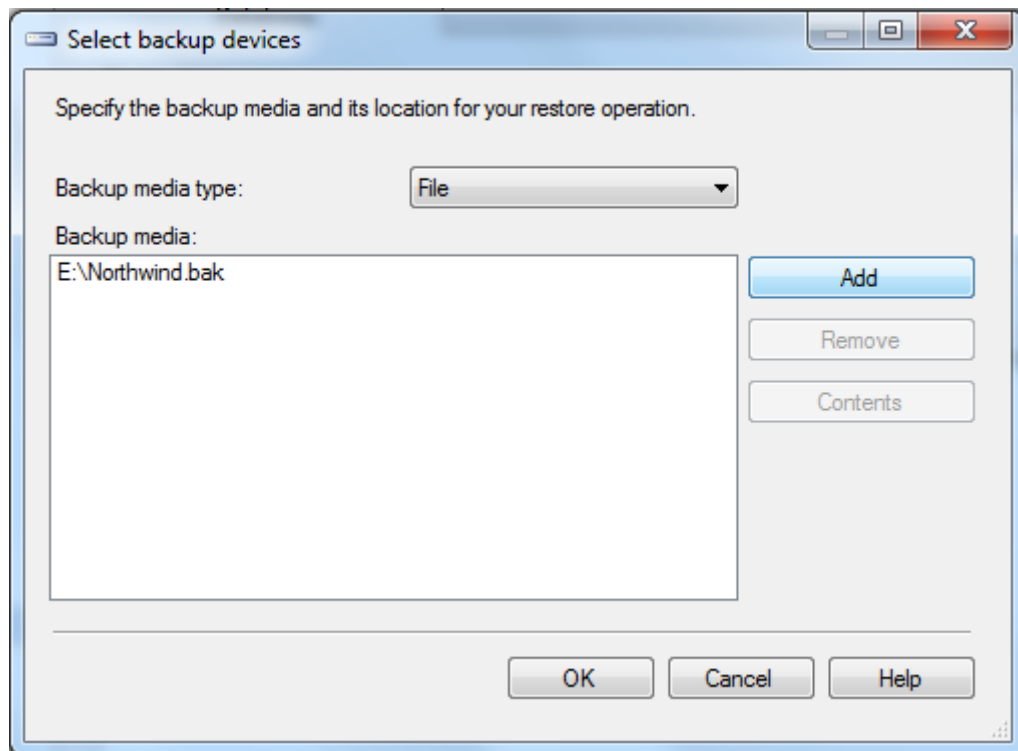 Select backup devices
Specify the backup media and its location for your restore operation.
Backup media type:
File
Backup media:
E:\Northwind.bak
Add
Remove
Contents
OK
Cancel
Help